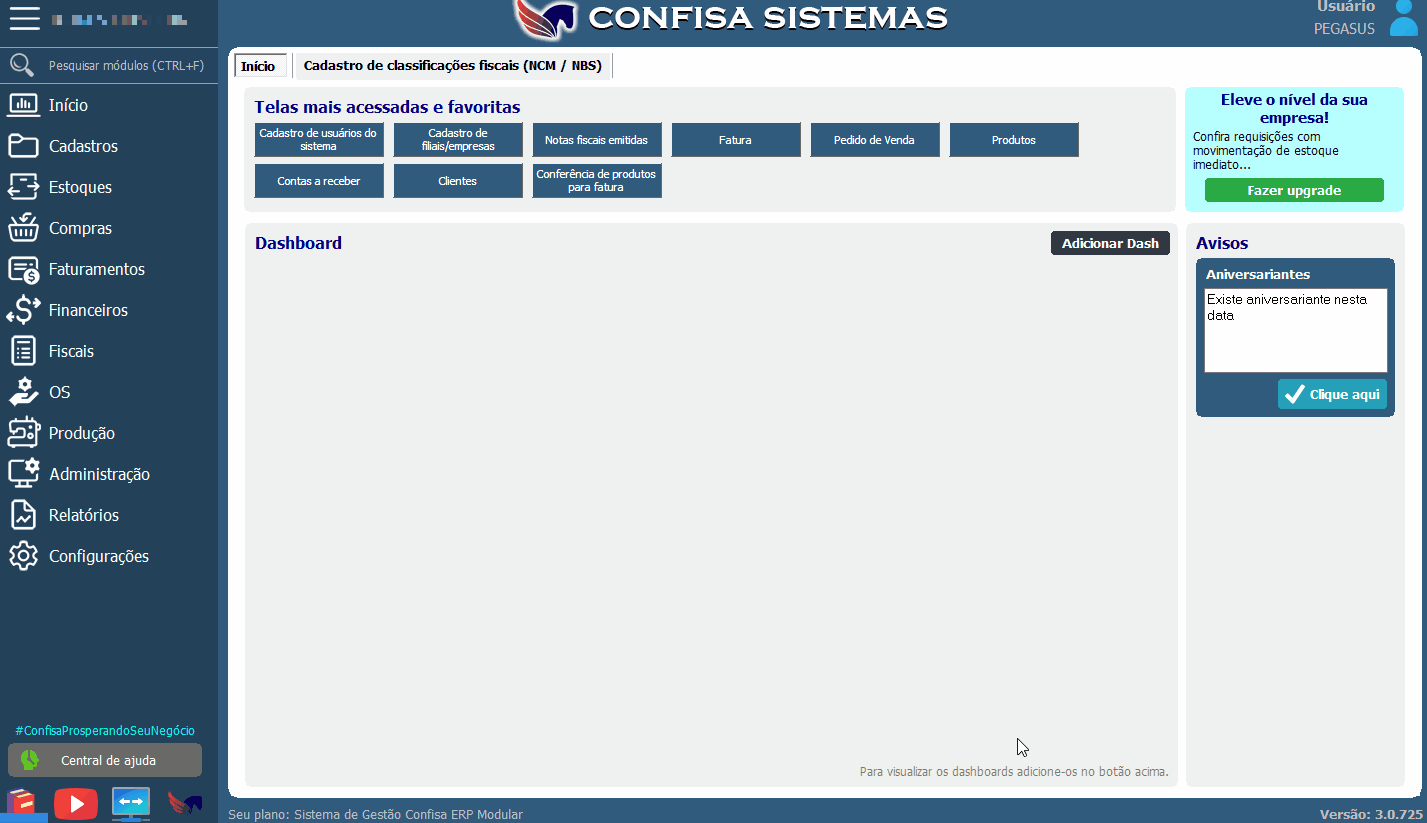 CONFISA SISTEMAS
Usuário
PEGASUS
Pesquisar módulos (CTRL+F)
Início
Cadastros
Estoques
Compras
Faturamentos
Financeiros
Fiscais
OS
Produção
Administração
Relatórios
Configurações
#ConfisaProsperandoSeuNegócio
Central de ajuda
Início
Cadastro de classificações fiscais (NCM / NBS)
Telas mais acessadas e favoritas
Cadastro de usuários do
sistema
Cadastro de
filiais/empresas
Notas fiscais emitidas
Fatura
Pedido de Venda
Produtos
Contas a receber
Clientes
Conferência de produtos
para fatura
Eleve o nível da sua
empresa!
Confira requisições com
movimentação de estoque
imediato...
Fazer upgrade
Dashboard
Adicionar Dash
Para visualizar os dashboards adicione-os no botão acima.
Avisos
Aniversariantes
Existe aniversariante nesta
data
Clique aqui
Seu plano: Sistema de Gestão Confisa ERP Modular
Versão: 3.0.725